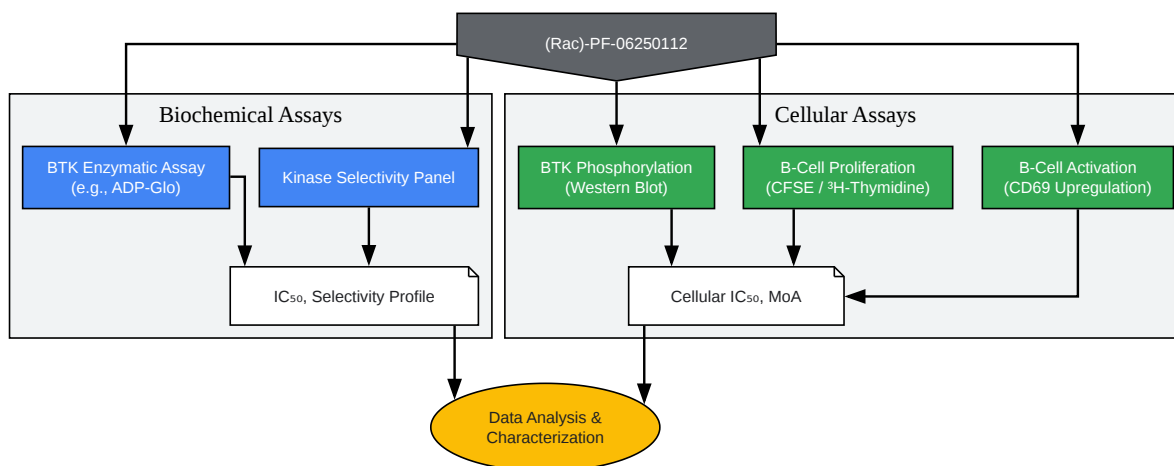 (Rac)-PF-06250112
Biochemical Assays
Cellular Assays
BTK Enzymatic Assay
(e.g., ADP-Glo)
Kinase Selectivity Panel
BTK Phosphorylation
(Western Blot)
B-Cell Proliferation
(CFSE / ³H-Thymidine)
B-Cell Activation
(CD69 Upregulation)
IC₅₀, Selectivity Profile
Cellular IC₅₀, MoA
Data Analysis &
Characterization